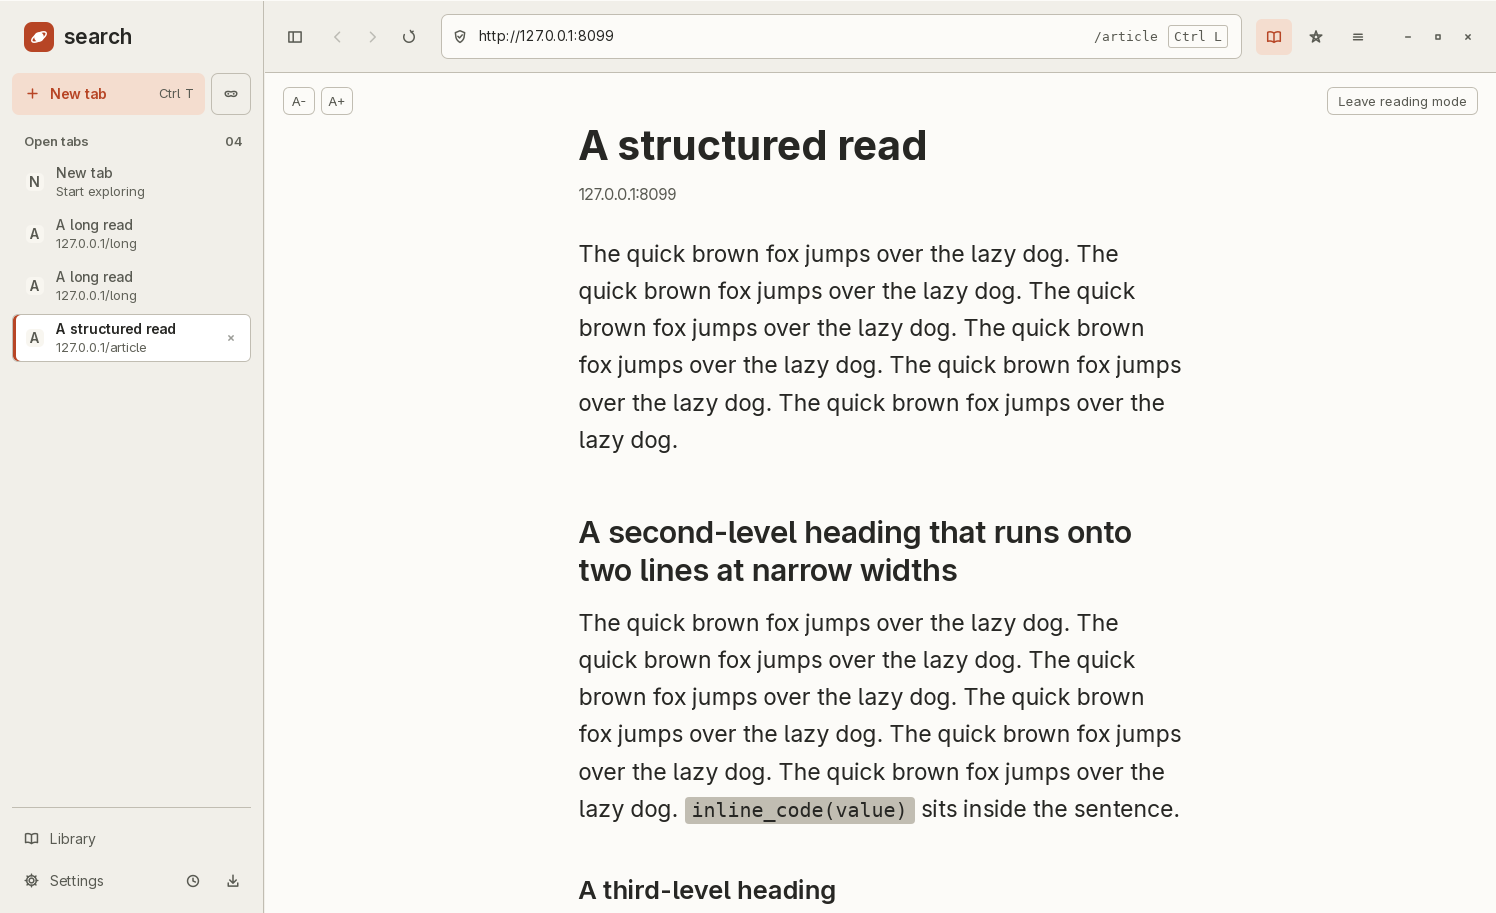 search
New tab Ctrl T
Open tabs 04
N New tab
Start exploring
A A long read
127.0.0.1/long
A A long read
127.0.0.1/long
A A structured read
127.0.0.1/article
Library
Settings
http://127.0.0.1:8099 /article Ctrl L
A- A+ Leave reading mode
A structured read
127.0.0.1:8099
The quick brown fox jumps over the lazy dog. The
quick brown fox jumps over the lazy dog. The quick
brown fox jumps over the lazy dog. The quick brown
fox jumps over the lazy dog. The quick brown fox jumps
over the lazy dog. The quick brown fox jumps over the
lazy dog.
A second-level heading that runs onto
two lines at narrow widths
The quick brown fox jumps over the lazy dog. The
quick brown fox jumps over the lazy dog. The quick
brown fox jumps over the lazy dog. The quick brown
fox jumps over the lazy dog. The quick brown fox jumps
over the lazy dog. The quick brown fox jumps over the
lazy dog. inline_code(value) sits inside the sentence.
A third-level heading